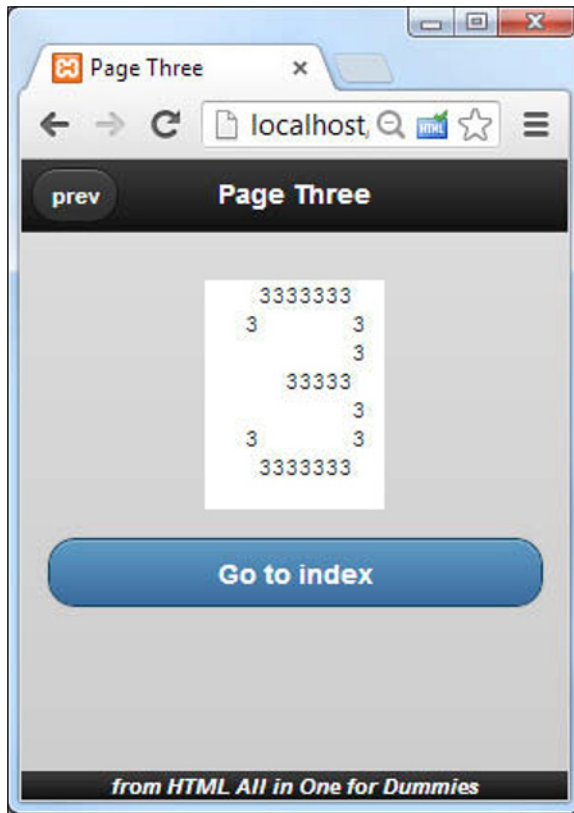 Page Three
localhost,
prev
Page Three
3333333
3 3
3
33333
3
3 3
3333333
Go to index
from HTML All in One for Dummies